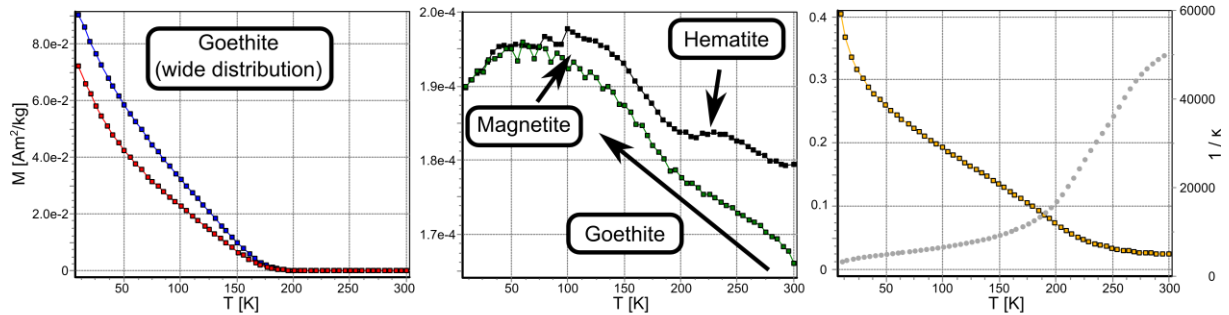 8.0e-2
6.0e-2
4.0e-2
2.0e-2
0
M [Am²/kg]
Goethite
(wide distribution)
50
100
150
200
250
300
T [K]
2.0e-4
1.9e-4
1.8e-4
1.7e-4
Hematite
Magnetite
Goethite
50
100
150
200
250
300
T [K]
0.4
0.3
0.2
0.1
0
50
100
150
200
250
300
T [K]
60000
40000
20000
0
1 / κ